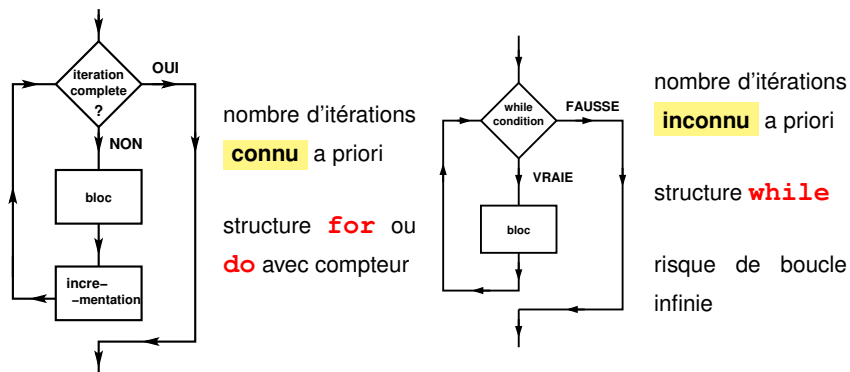 iteration
complete
?
OUI
NON
bloc
incre-
-mentation
nombre d'itérations
connu a priori
structure for ou
do avec compteur
while
condition
FAUSSE
VRAIE
bloc
nombre d'itérations
inconnu a priori
structure while
risque de boucle
infinie